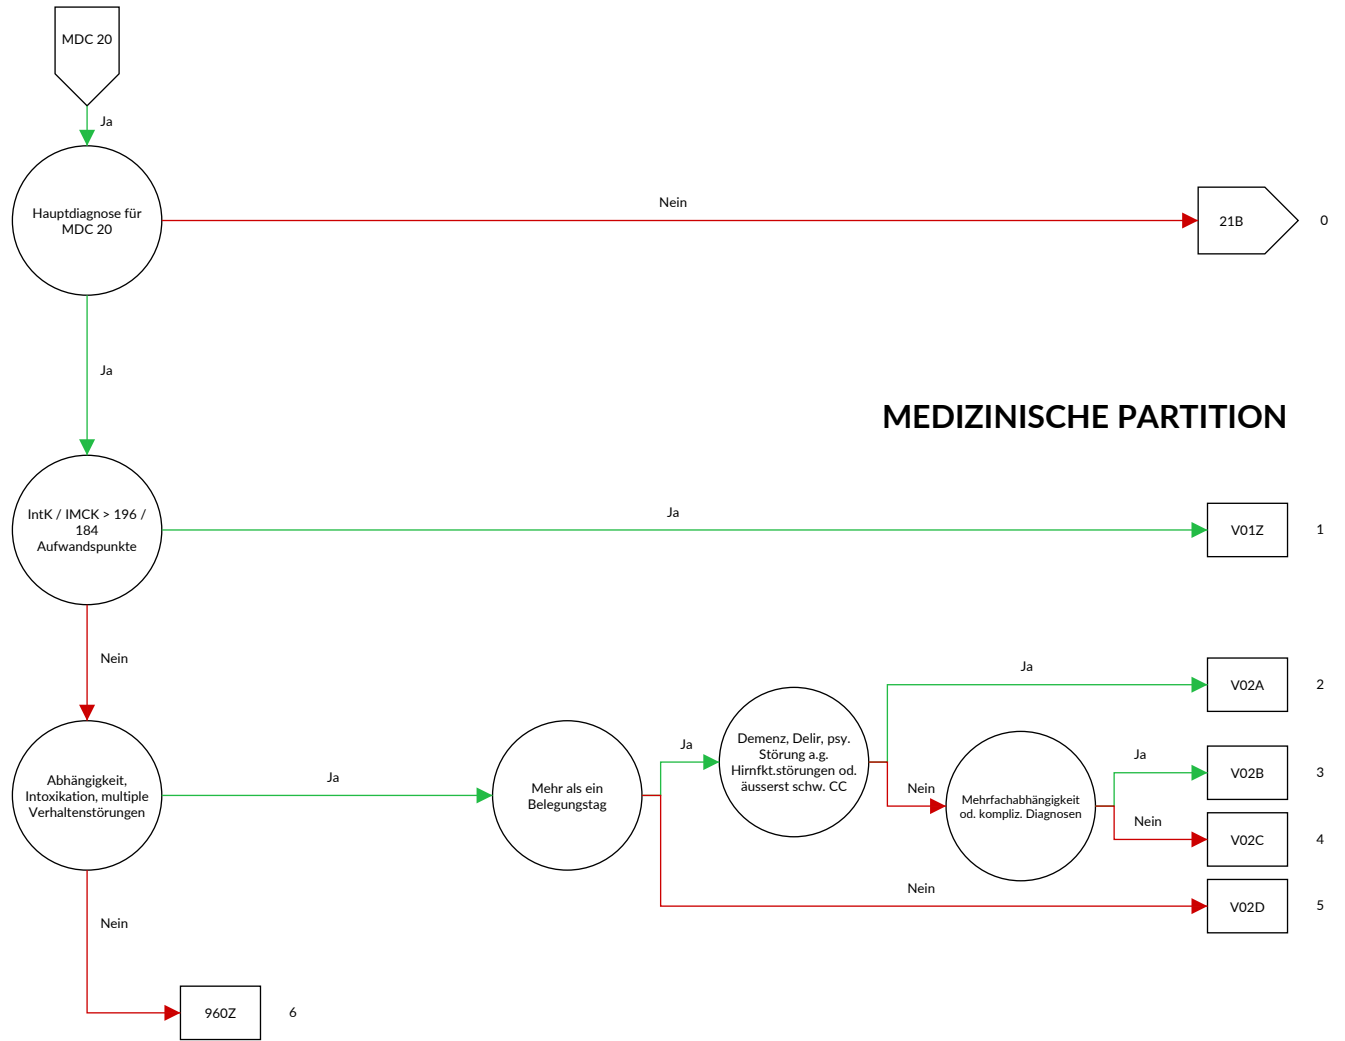 MDC 20
Ja
Hauptdiagnose für
MDC 20
Nein
21B
0
Ja
MEDIZINISCHE PARTITION
IntK / IMCK > 196 /
184
Aufwandspunkte
Ja
V01Z
1
Nein
Abhängigkeit,
Intoxikation, multiple
Verhaltenstörungen
Ja
Mehr als ein
Belegungstag
Ja
Demenz, Delir, psy.
Störung a.g.
Hirnfkt.störungen od.
äusserst schw. CC
Ja
V02A
2
Nein
Mehrfachabhängigkeit
od. kompliz. Diagnosen
Ja
V02B
3
Nein
V02C
4
Nein
V02D
5
Nein
960Z
6